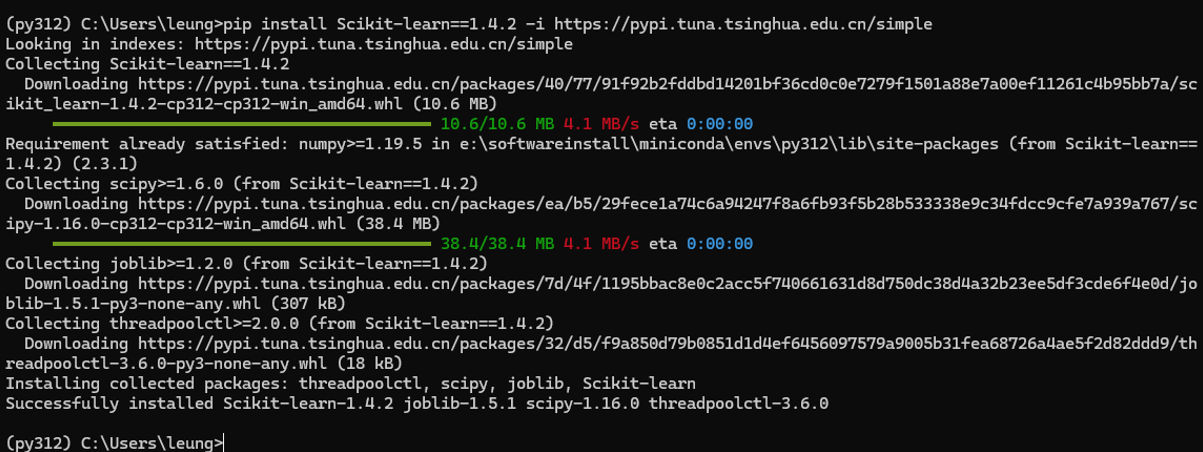 (py312) C:\Users\leung>pip install Scikit-learn==1.4.2 -i https://pypi.tuna.tsinghua.edu.cn/simple
Looking in indexes: https://pypi.tuna.tsinghua.edu.cn/simple
Collecting Scikit-learn==1.4.2
  Downloading https://pypi.tuna.tsinghua.edu.cn/packages/40/77/91f92b2fddbd14201bf36cd0c0e7279f1501a88e7a00ef11261c4b95bb7a/sc
ikit_learn-1.4.2-cp312-cp312-win_amd64.whl (10.6 MB)
10.6/10.6 MB 4.1 MB/s eta 0:00:00
Requirement already satisfied: numpy>=1.19.5 in e:\softwareinstall\miniconda\envs\py312\lib\site-packages (from Scikit-learn==
1.4.2) (2.3.1)
Collecting scipy>=1.6.0 (from Scikit-learn==1.4.2)
  Downloading https://pypi.tuna.tsinghua.edu.cn/packages/ea/b5/29fece1a74c6a94247f8a6fb93f5b28b533338e9c34fdcc9cfe7a939a767/sc
ipy-1.16.0-cp312-cp312-win_amd64.whl (38.4 MB)
38.4/38.4 MB 4.1 MB/s eta 0:00:00
Collecting joblib>=1.2.0 (from Scikit-learn==1.4.2)
  Downloading https://pypi.tuna.tsinghua.edu.cn/packages/7d/4f/1195bbac8e0c2acc5f740661631d8d750dc38d4a32b23ee5df3cde6f4e0d/jo
blib-1.5.1-py3-none-any.whl (307 kB)
Collecting threadpoolctl>=2.0.0 (from Scikit-learn==1.4.2)
  Downloading https://pypi.tuna.tsinghua.edu.cn/packages/32/d5/f9a850d79b0851d1d4ef6456097579a9005b31fea68726a4ae5f2d82ddd9/th
readpoolctl-3.6.0-py3-none-any.whl (18 kB)
Installing collected packages: threadpoolctl, scipy, joblib, Scikit-learn
Successfully installed Scikit-learn-1.4.2 joblib-1.5.1 scipy-1.16.0 threadpoolctl-3.6.0
(py312) C:\Users\leung>